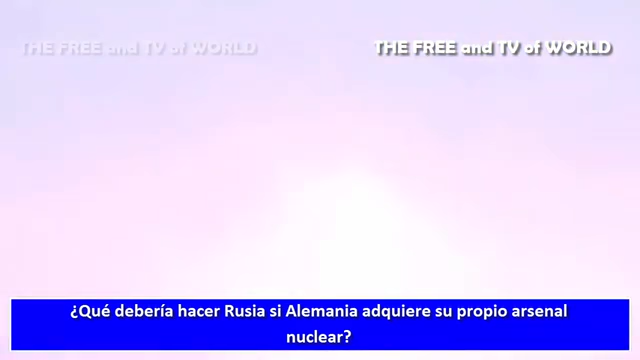 THE FREE and TV of WORLD THE FREE and TV of WORLD
¿Qué debería hacer Rusia si Alemania adquiere su propio arsenal
nuclear?